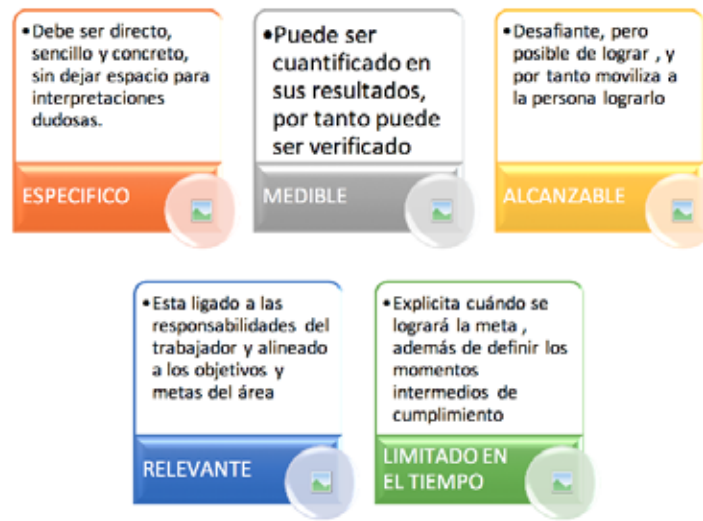 •Debe ser directo,
sencillo y concreto,
sin dejar espacio para
interpretaciones
dudosas.
ESPECIFICO
•Puede ser
cuantificado en
sus resultados,
por tanto puede
ser verificado
MEDIBLE
•Desafiante, pero
posible de lograr , y
por tanto moviliza a
la persona lograrlo
ALCANZABLE
•Esta ligado a las
responsabilidades del
trabajador y alineado
a los objetivos y
metas del área
RELEVANTE
•Explicita cuándo se
logrará la meta ,
además de definir los
momentos
intermedios de
cumplimiento
LIMITADO EN
EL TIEMPO